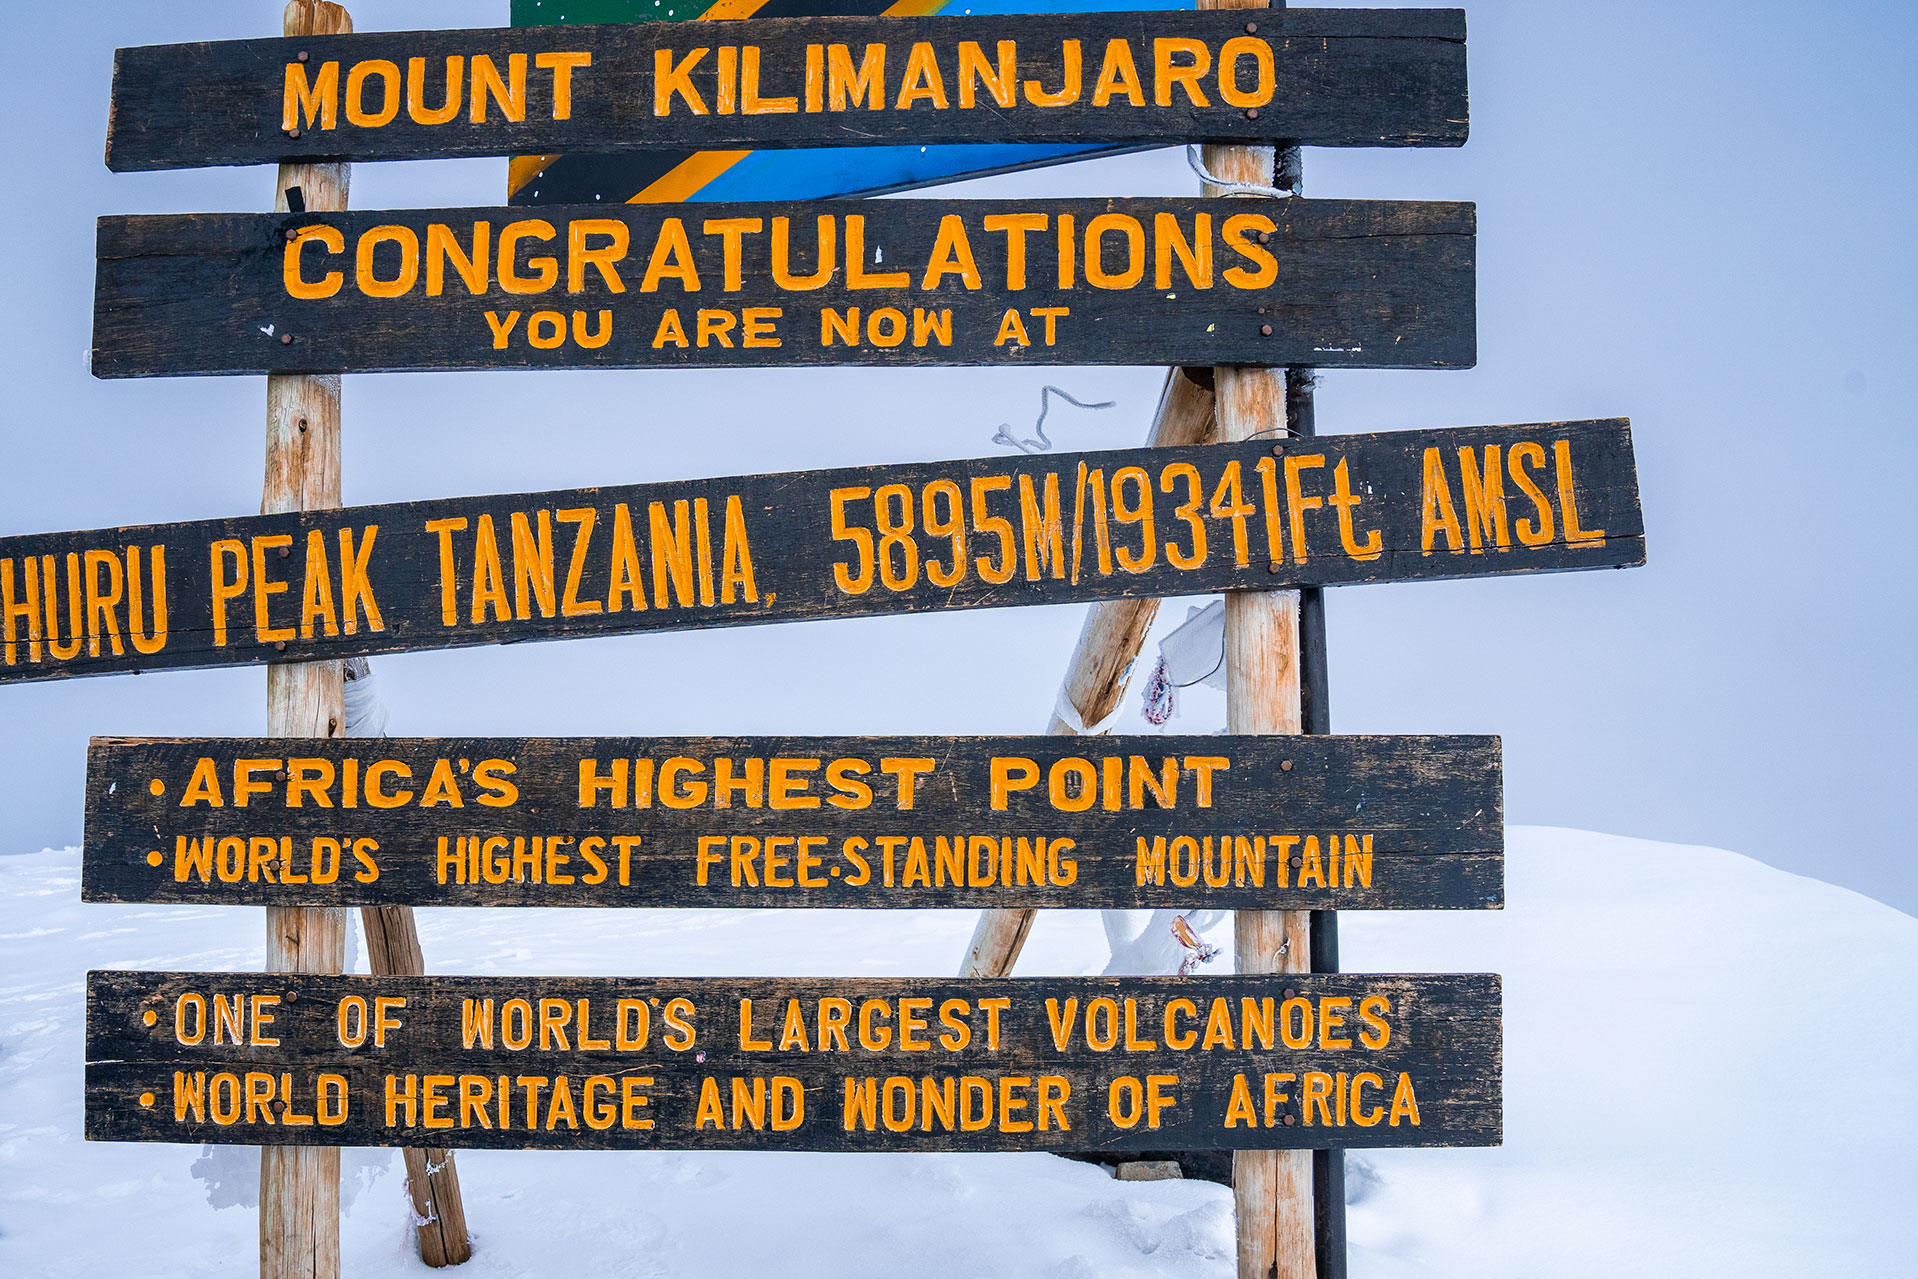 MOUNT KILIMANJARO
CONGRATULATIONS
YOU ARE NOW AT
HURU PEAK TANZANIA, 5895M/19341Ft AMSL
• AFRICA'S HIGHEST POINT
• WORLD'S HIGHEST FREE-STANDING MOUNTAIN
• ONE OF WORLD'S LARGEST VOLCANOES
• WORLD HERITAGE AND WONDER OF AFRICA